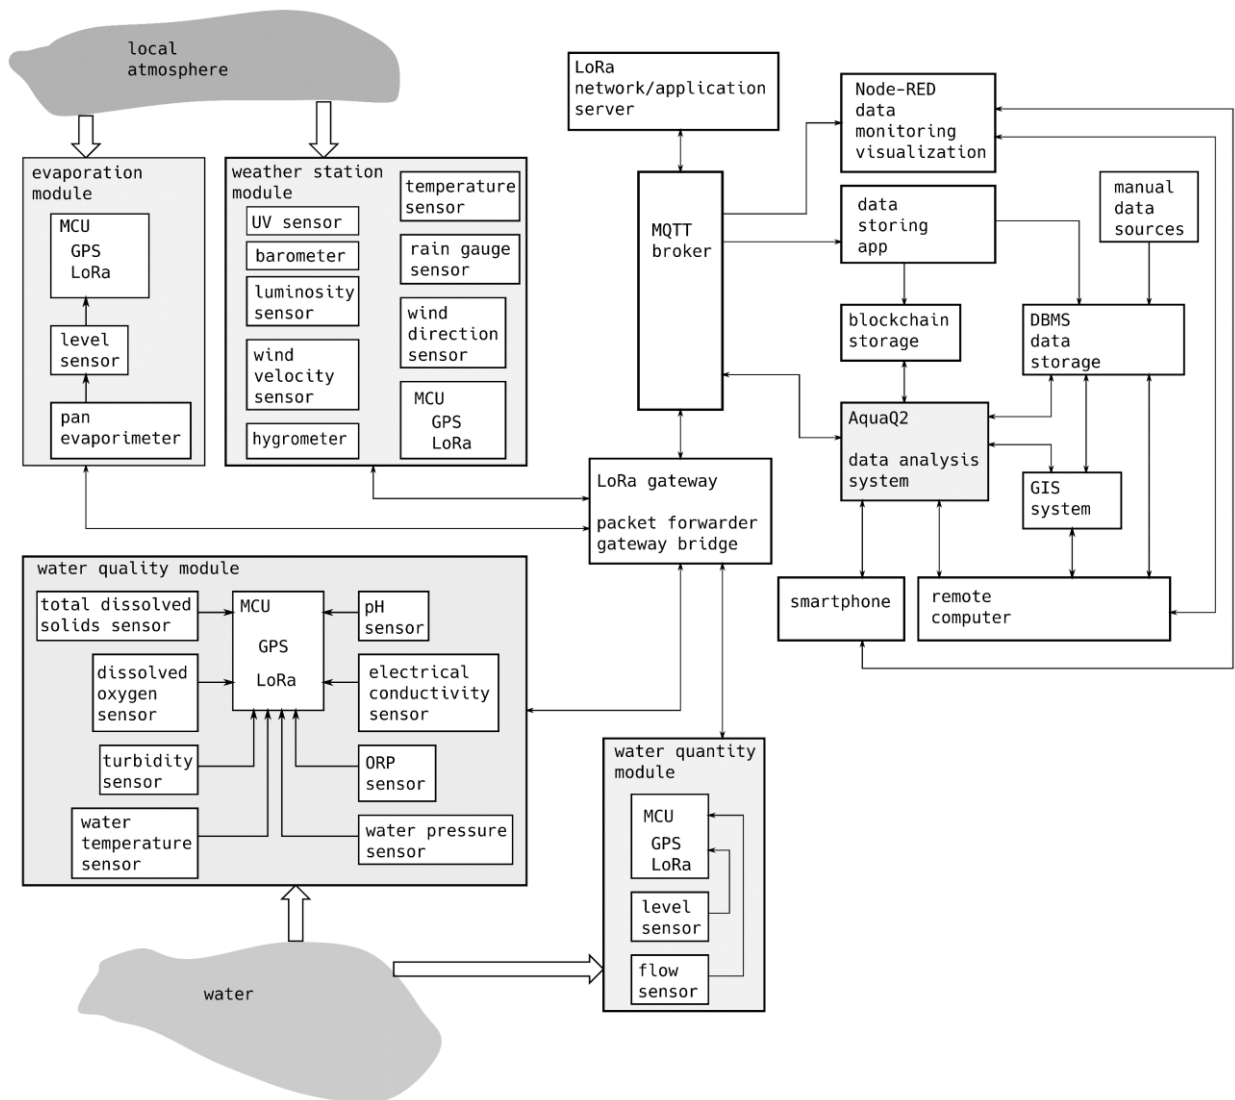 local
atmosphere
evaporation
module
MCU
GPS
LoRa
level
sensor
pan
evaporimeter
weather station
module
UV sensor
barometer
luminosity
sensor
wind
velocity
sensor
hygrometer
temperature
sensor
rain gauge
sensor
wind
direction
sensor
MCU
GPS
LoRa
LoRa
network/application
server
MQTT
broker
LoRa gateway
packet forwarder
gateway bridge
Node-RED
data
monitoring
visualization
data
storing
app
manual
data
sources
blockchain
storage
DBMS
data
storage
AquaQ2
data analysis
system
GIS
system
smartphone
remote
computer
water quality module
total dissolved
solids sensor
dissolved
oxygen
sensor
turbidity
sensor
water
temperature
sensor
MCU
GPS
LoRa
pH
sensor
electrical
conductivity
sensor
ORP
sensor
water pressure
sensor
water quantity
module
MCU
GPS
LoRa
level
sensor
flow
sensor
water